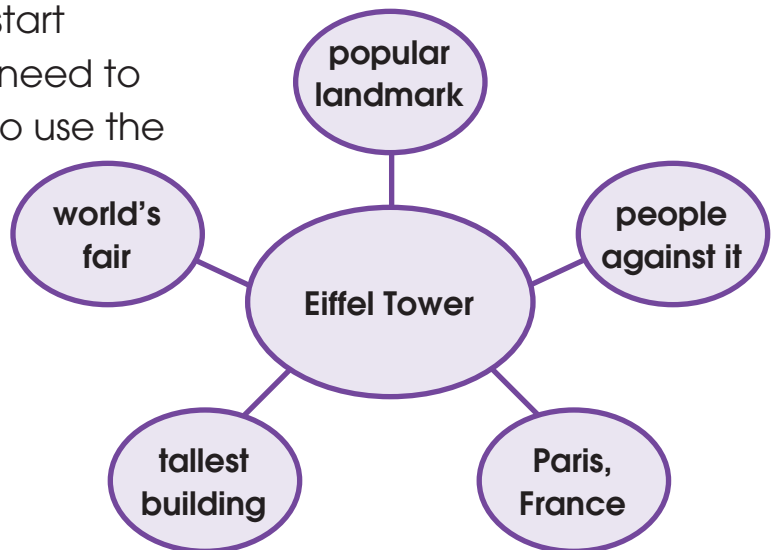 start
need to
o use the
popular
landmark
world's
fair
people
against it
Eiffel Tower
tallest
building
Paris,
France